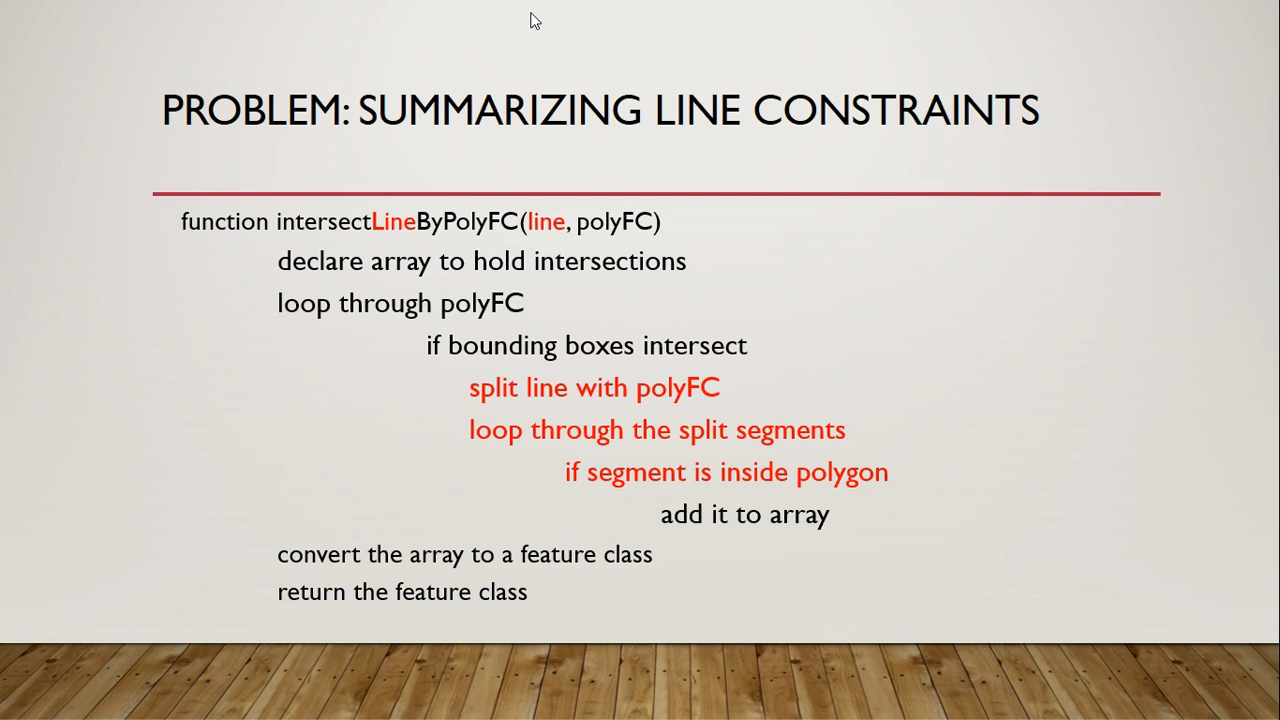 PROBLEM: SUMMARIZING LINE CONSTRAINTS
function intersectLineByPolyFC(line, polyFC)
declare array to hold intersections
loop through polyFC
if bounding boxes intersect
split line with polyFC
loop through the split segments
if segment is inside polygon
add it to array
convert the array to a feature class
return the feature class